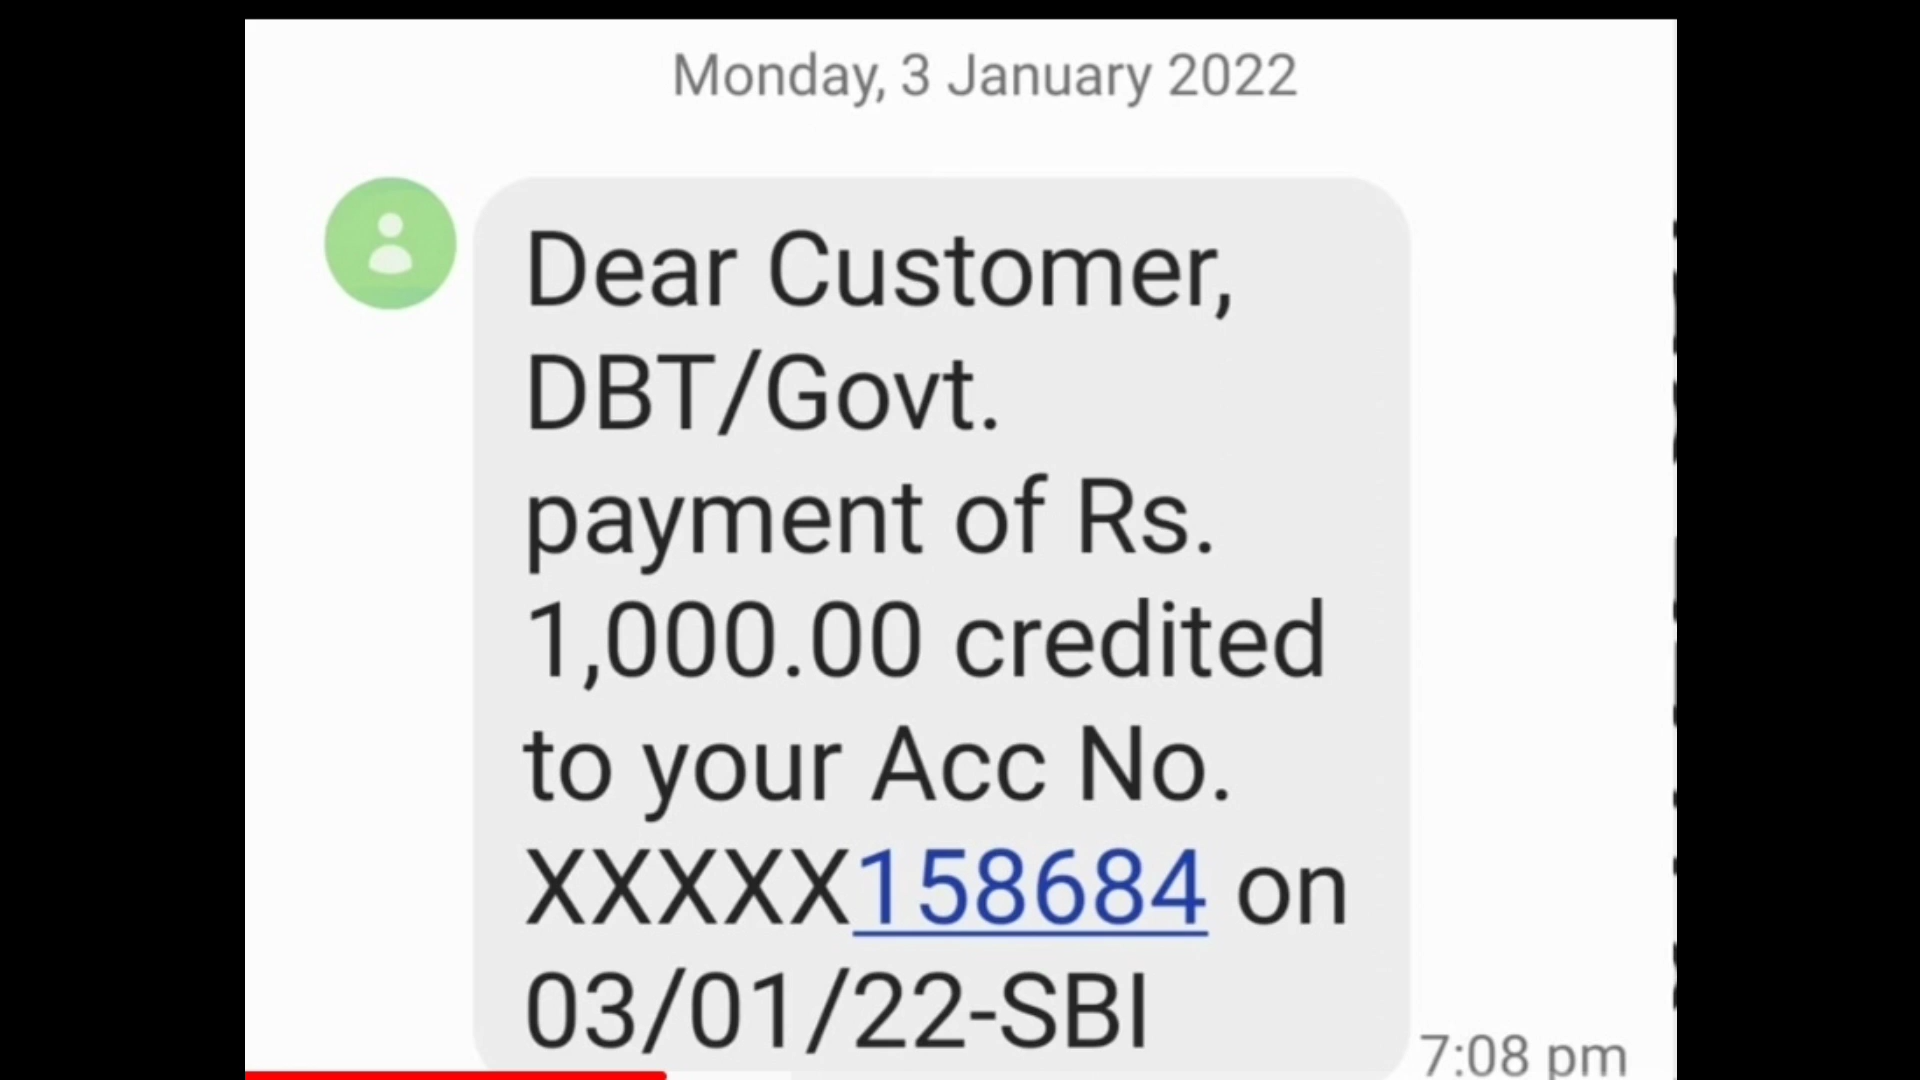 Monday, 3 January 2022
Dear Customer,
DBT/Govt.
payment of Rs.
1,000.00 credited
to your Acc No.
XXXXX158684 on
03/01/22-SBI
7:08 pm